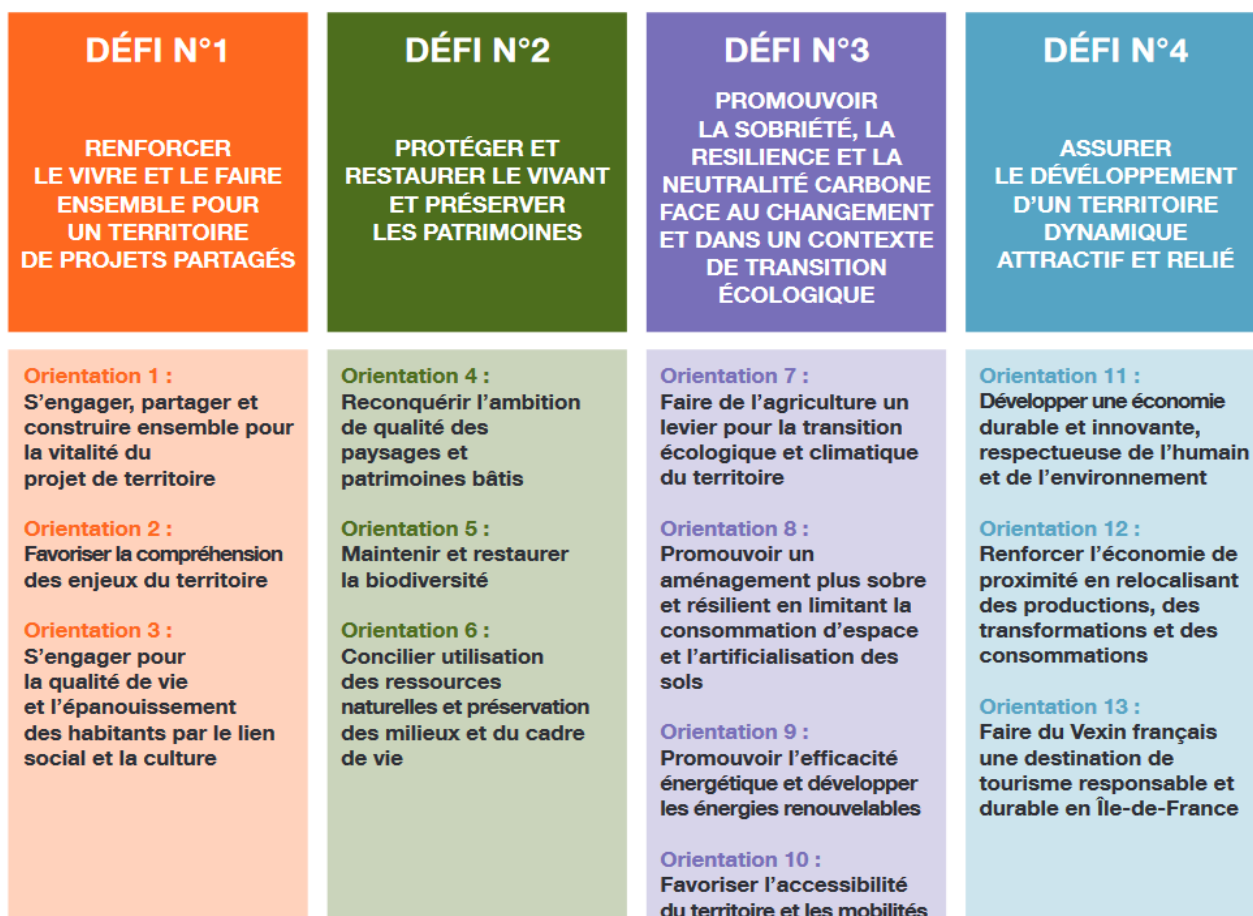 DÉFI N°1
RENFORCER
LE VIVRE ET LE FAIRE
ENSEMBLE POUR
UN TERRITOIRE
DE PROJETS PARTAGÉS
Orientation 1 :
S'engager, partager et
construire ensemble pour
la vitalité du
projet de territoire
Orientation 2 :
Favoriser la compréhension
des enjeux du territoire
Orientation 3 :
S'engager pour
la qualité de vie
et l'épanouissement
des habitants par le lien
social et la culture
DÉFI N°2
PROTÉGER ET
RESTAURER LE VIVANT
ET PRÉSERVER
LES PATRIMOINES
Orientation 4 :
Reconquérir l'ambition
de qualité des
paysages et
patrimoines bâtis
Orientation 5 :
Maintenir et restaurer
la biodiversité
Orientation 6 :
Concilier utilisation
des ressources
naturelles et préservation
des milieux et du cadre
de vie
DÉFI N°3
PROMOUVOIR
LA SOBRIÉTÉ, LA
RESILIENCE ET LA
NEUTRALITÉ CARBONE
FACE AU CHANGEMENT
ET DANS UN CONTEXTE
DE TRANSITION
ÉCOLOGIQUE
Orientation 7 :
Faire de l'agriculture un
levier pour la transition
écologique et climatique
du territoire
Orientation 8 :
Promouvoir un
aménagement plus sobre
et résilient en limitant la
consommation d'espace
et l'artificialisation des
sols
Orientation 9 :
Promouvoir l'efficacité
énergétique et développer
les énergies renouvelables
Orientation 10 :
Favoriser l'accessibilité
du territoire et les mobilités
DÉFI N°4
ASSURER
LE DÉVELOPPEMENT
D'UN TERRITOIRE
DYNAMIQUE
ATTRACTIF ET RELIÉ
Orientation 11 :
Développer une économie
durable et innovante,
respectueuse de l'humain
et de l'environnement
Orientation 12 :
Renforcer l'économie de
proximité en relocalisant
des productions, des
transformations et des
consommations
Orientation 13 :
Faire du Vexin français
une destination de
tourisme responsable et
durable en Île-de-France